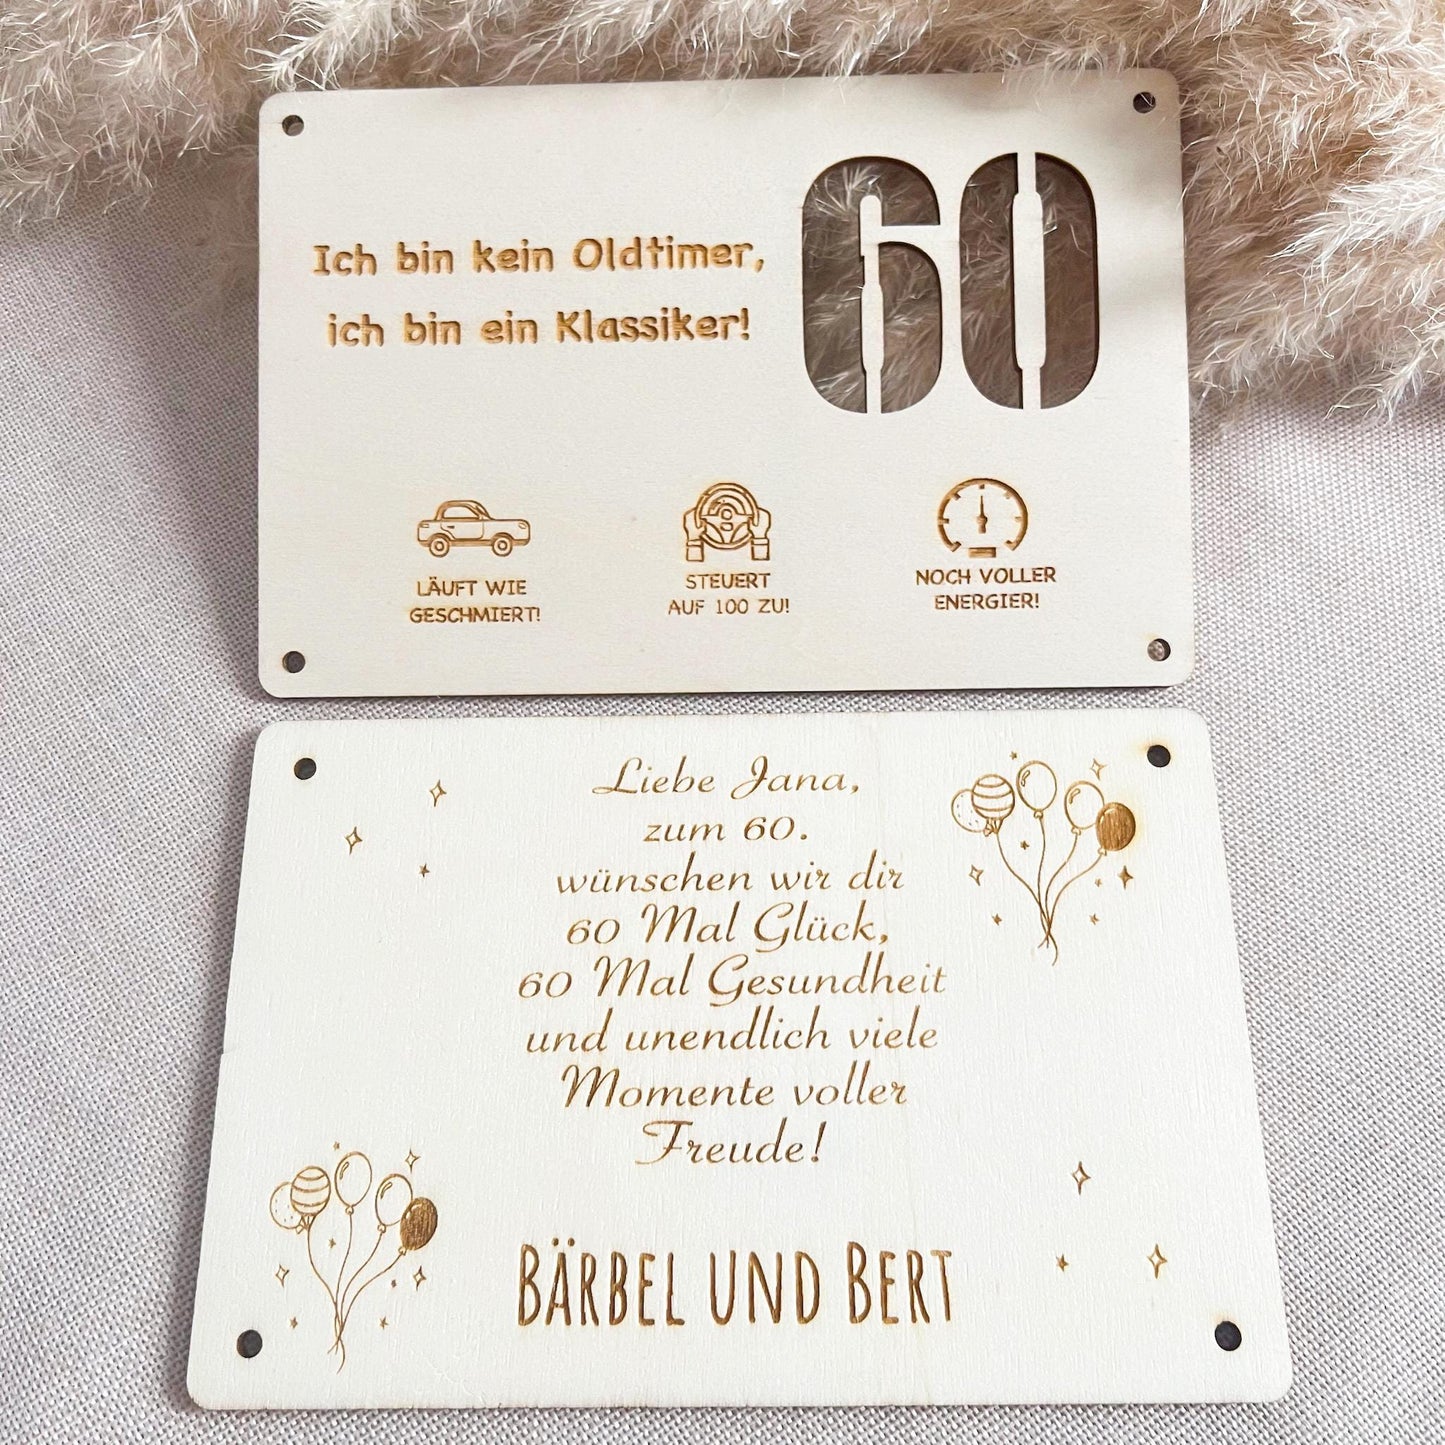 Ich bin kein Oldtimer,
ich bin ein Klassiker!
60
LÄUFT WIE
GESCHMIERT!
STEUERT
AUF 100 ZU!
NOCH VOLLER
ENERGIER!
Liebe Jana,
zum 60.
wünschen wir dir
60 Mal Glück,
60 Mal Gesundheit
und unendlich viele
Momente voller
Freude!
BÄRBEL UND BERT